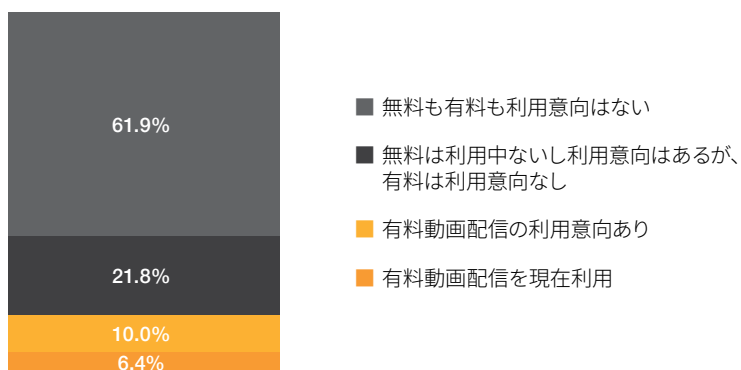 61.9%
21.8%
10.0%
6.4%
無料も有料も利用意向はない
無料は利用中ないし利用意向はあるが、
有料は利用意向なし
有料動画配信の利用意向あり
有料動画配信を現在利用